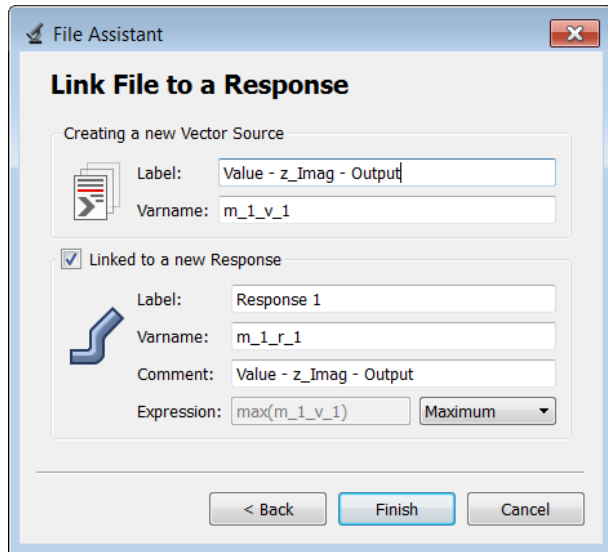 File Assistant
Link File to a Response
Creating a new Vector Source
Label: Value - z_Imag - Output
Varname: m_1_v_1
Linked to a new Response
Label: Response 1
Varname: m_1_r_1
Comment: Value - z_Imag - Output
Expression: max(m_1_v_1) Maximum
< Back Finish Cancel